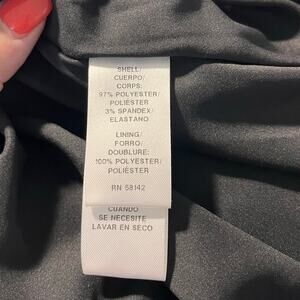 SHELL/
CUERPO/
CORPS:
97% POLYESTER/
POLIÉSTER
3% SPANDEX/
ELASTANO
LINING/
FORRO/
DOUBLURE:
100% POLYESTER/
POLIÉSTER
RN 58142
CUANDO
SE NECESITE
LAVAR EN SECO